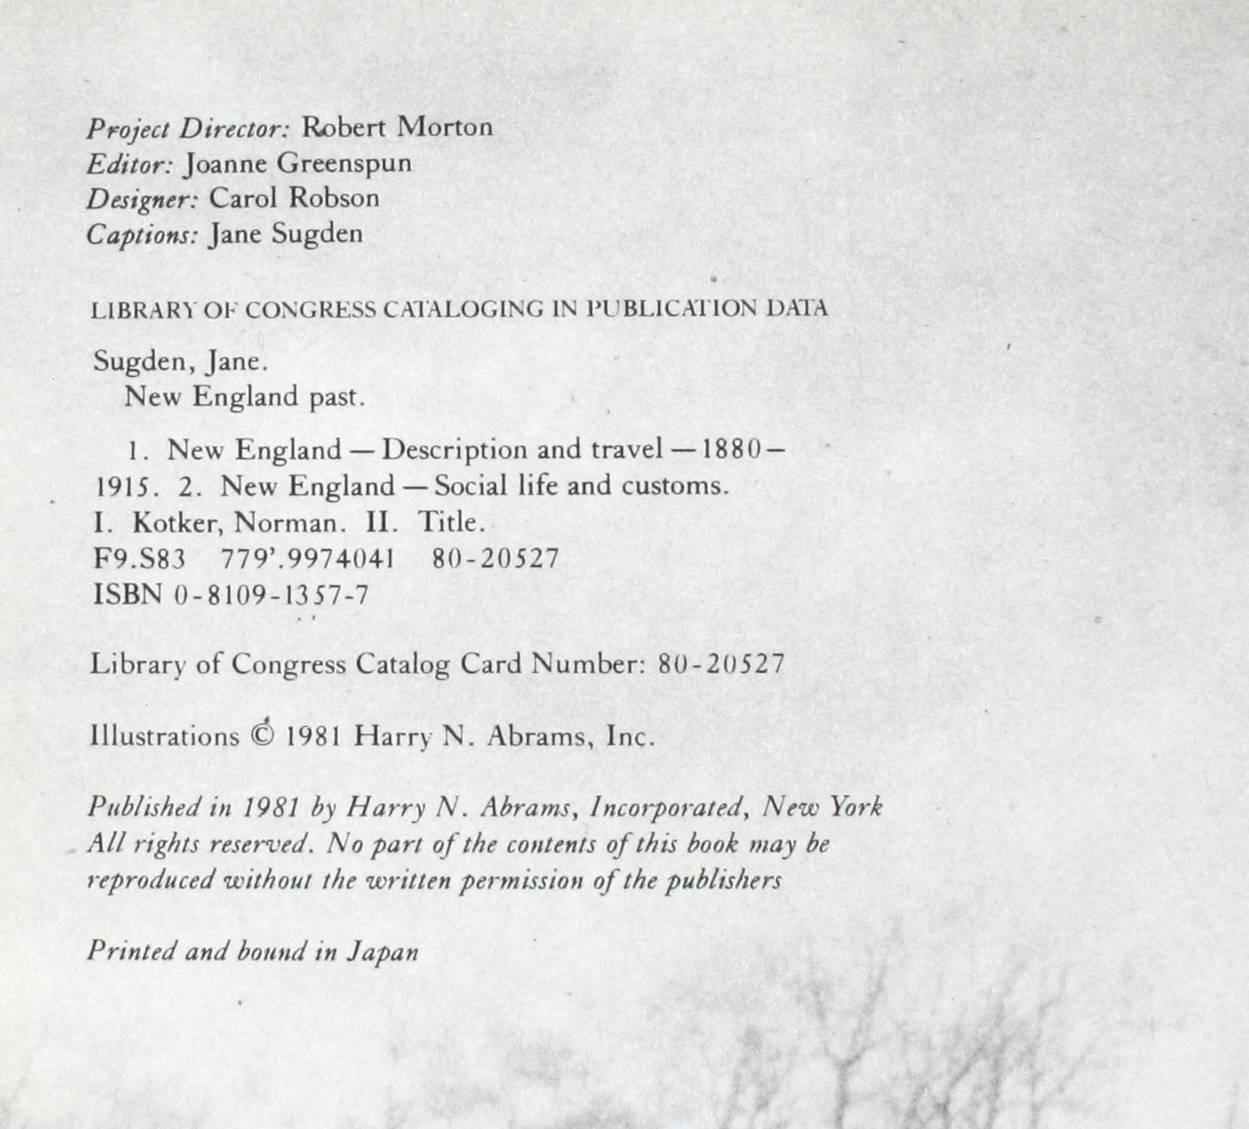 Project Director: Robert Morton
Editor: Joanne Greenspun
Designer: Carol Robson
Captions: Jane Sugden
LIBRARY OF CONGRESS CATALOGING IN PUBLICATION DATA
Sugden, Jane.
New England past.
1. New England — Description and travel — 1880–
1915. 2. New England — Social life and customs.
I. Kotker, Norman. II. Title.
F9.S83 779'.9974041 80-20527
ISBN 0-8109-1357-7
Library of Congress Catalog Card Number: 80-20527
Illustrations © 1981 Harry N. Abrams, Inc.
Published in 1981 by Harry N. Abrams, Incorporated, New York
All rights reserved. No part of the contents of this book may be
reproduced without the written permission of the publishers
Printed and bound in Japan